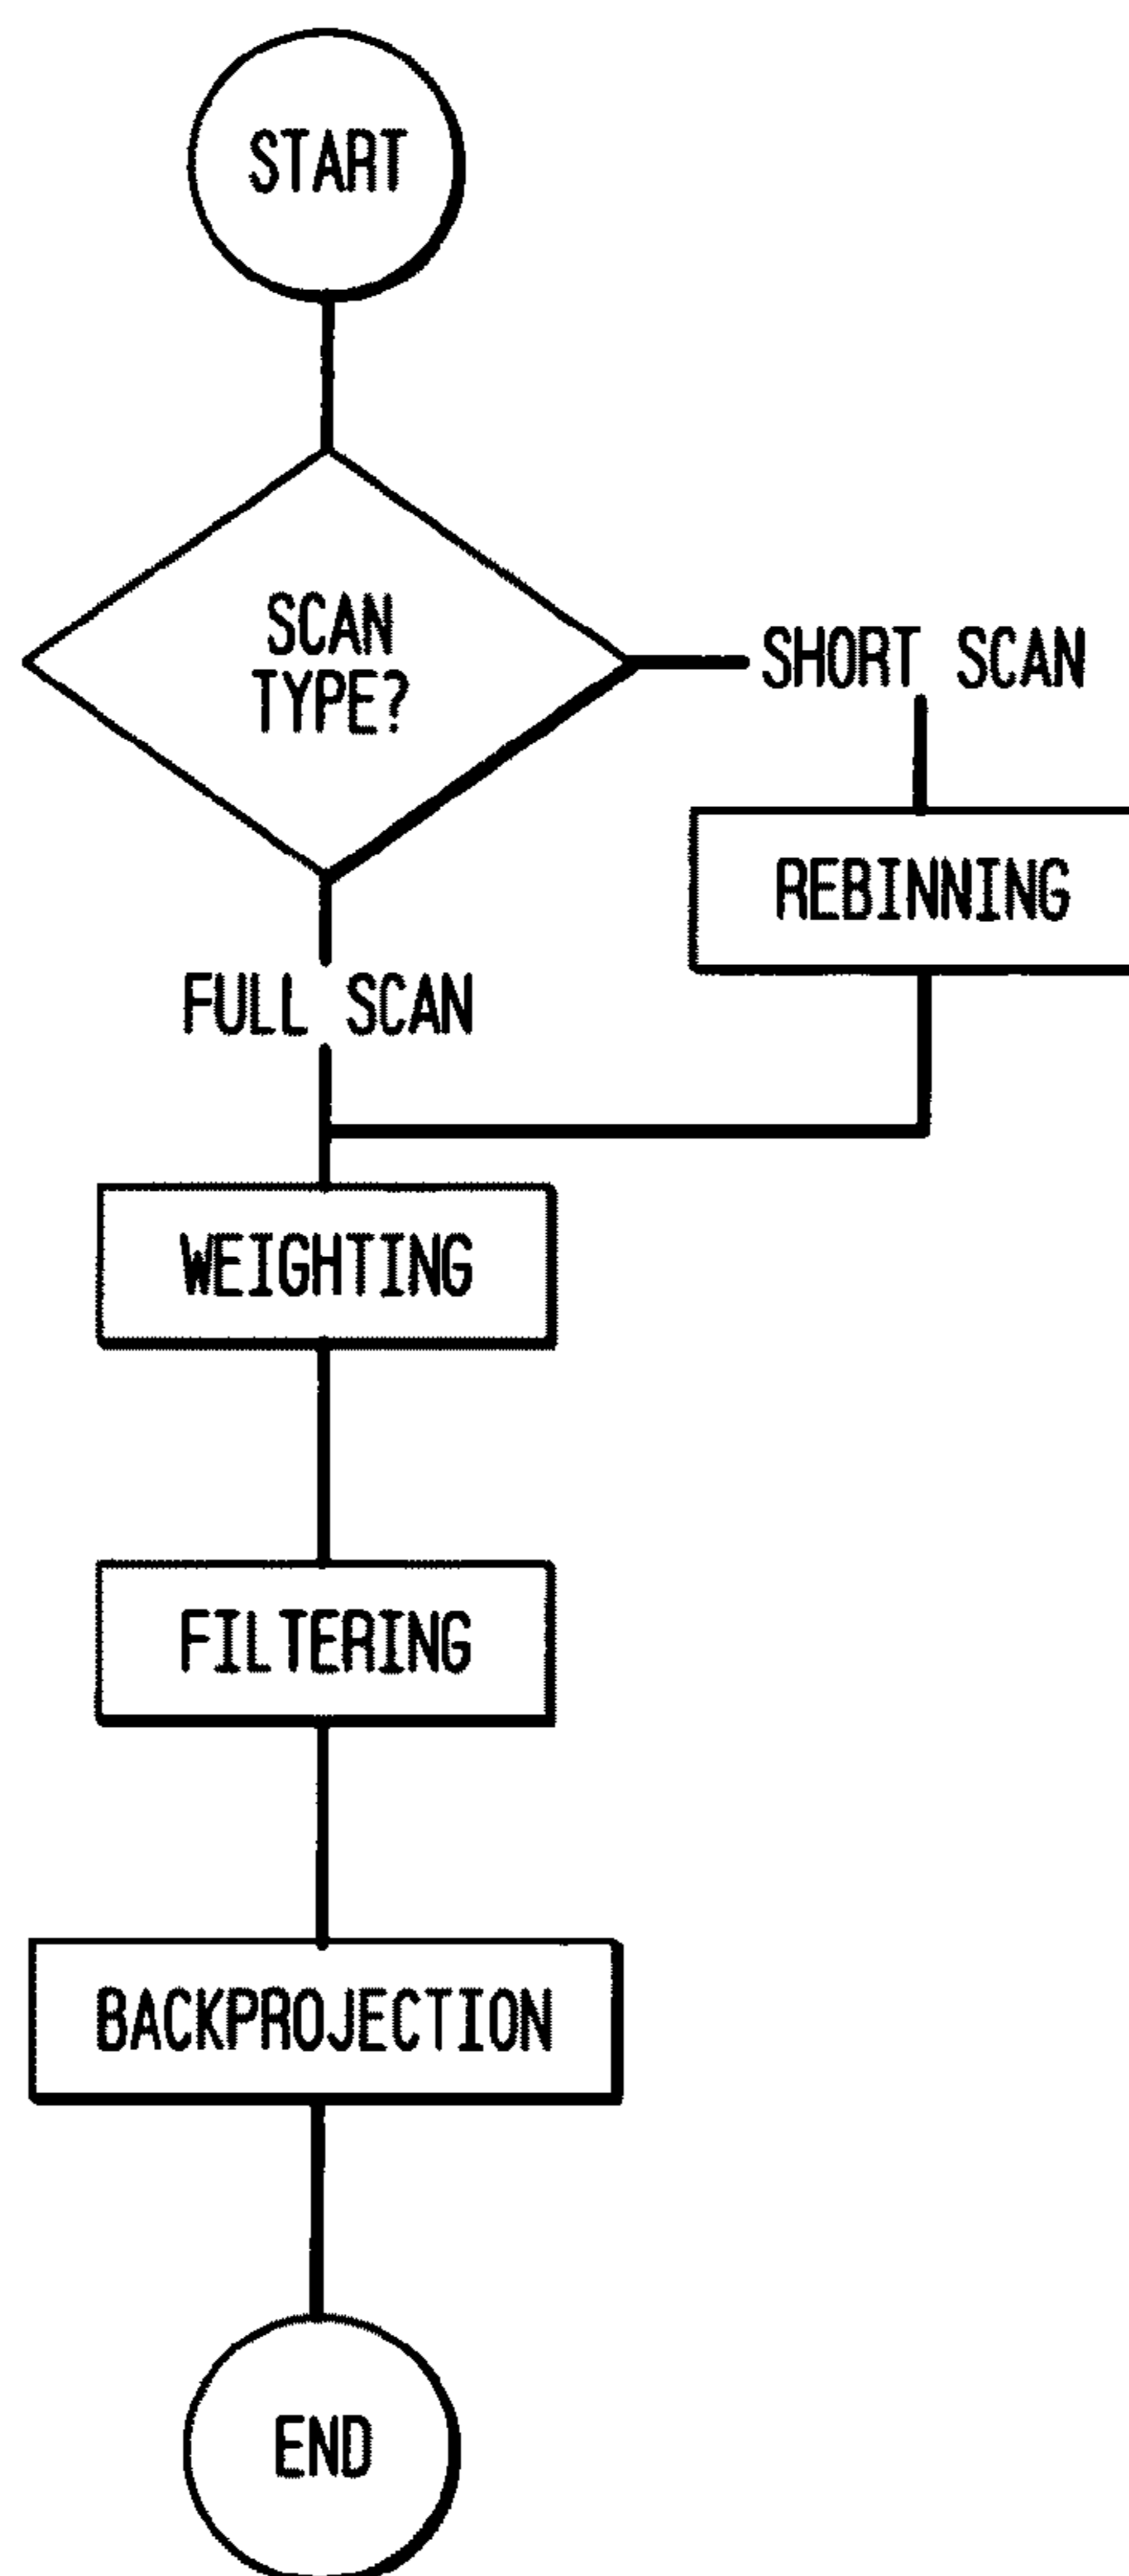 START
SCAN
TYPE?
SHORT SCAN
REBINNING
FULL SCAN
WEIGHTING
FILTERING
BACKPROJECTION
END